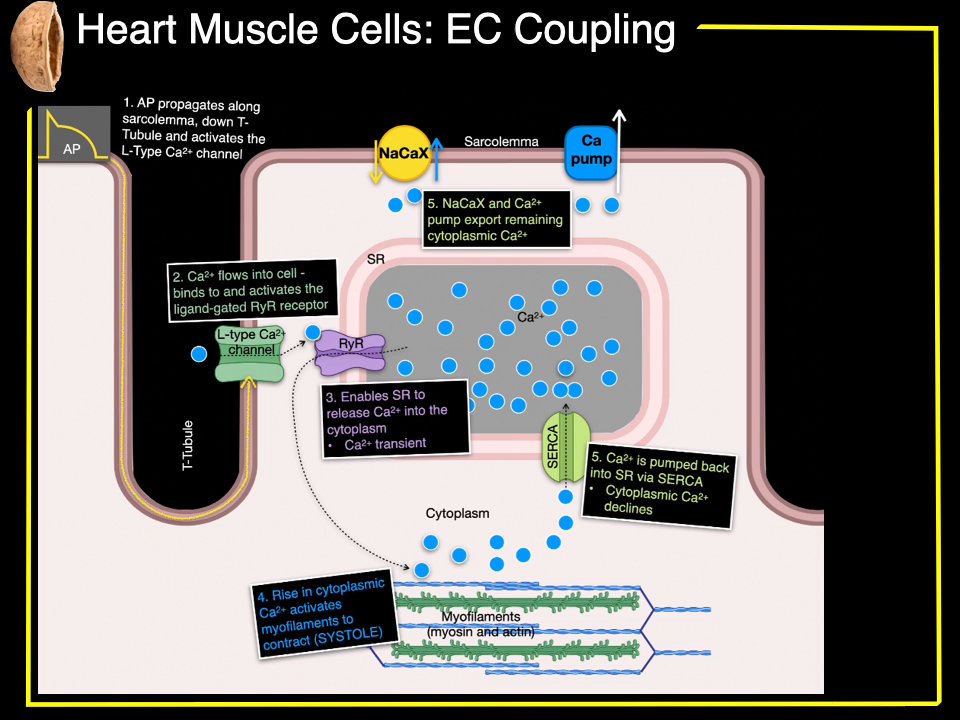 Heart Muscle Cells: EC Coupling
1. AP propagates along
sarcolemma, down T-
Tubule and activates the
L-Type Ca²⁺ channel
AP
NaCaX
Sarcolemma
Ca
pump
5. NaCaX and Ca²⁺
pump export remaining
cytoplasmic Ca²⁺
SR
2. Ca²⁺ flows into cell -
binds to and activates the
ligand-gated RyR receptor
Ca²⁺
L-type Ca²⁺
channel
RyR
3. Enables SR to
release Ca²⁺ into the
cytoplasm
• Ca²⁺ transient
T-Tubule
SERCA
5. Ca²⁺ is pumped back
into SR via SERCA
• Cytoplasmic Ca²⁺
declines
Cytoplasm
4. Rise in cytoplasmic
Ca²⁺ activates
myofilaments to
contract (SYSTOLE)
Myofilaments
(myosin and actin)